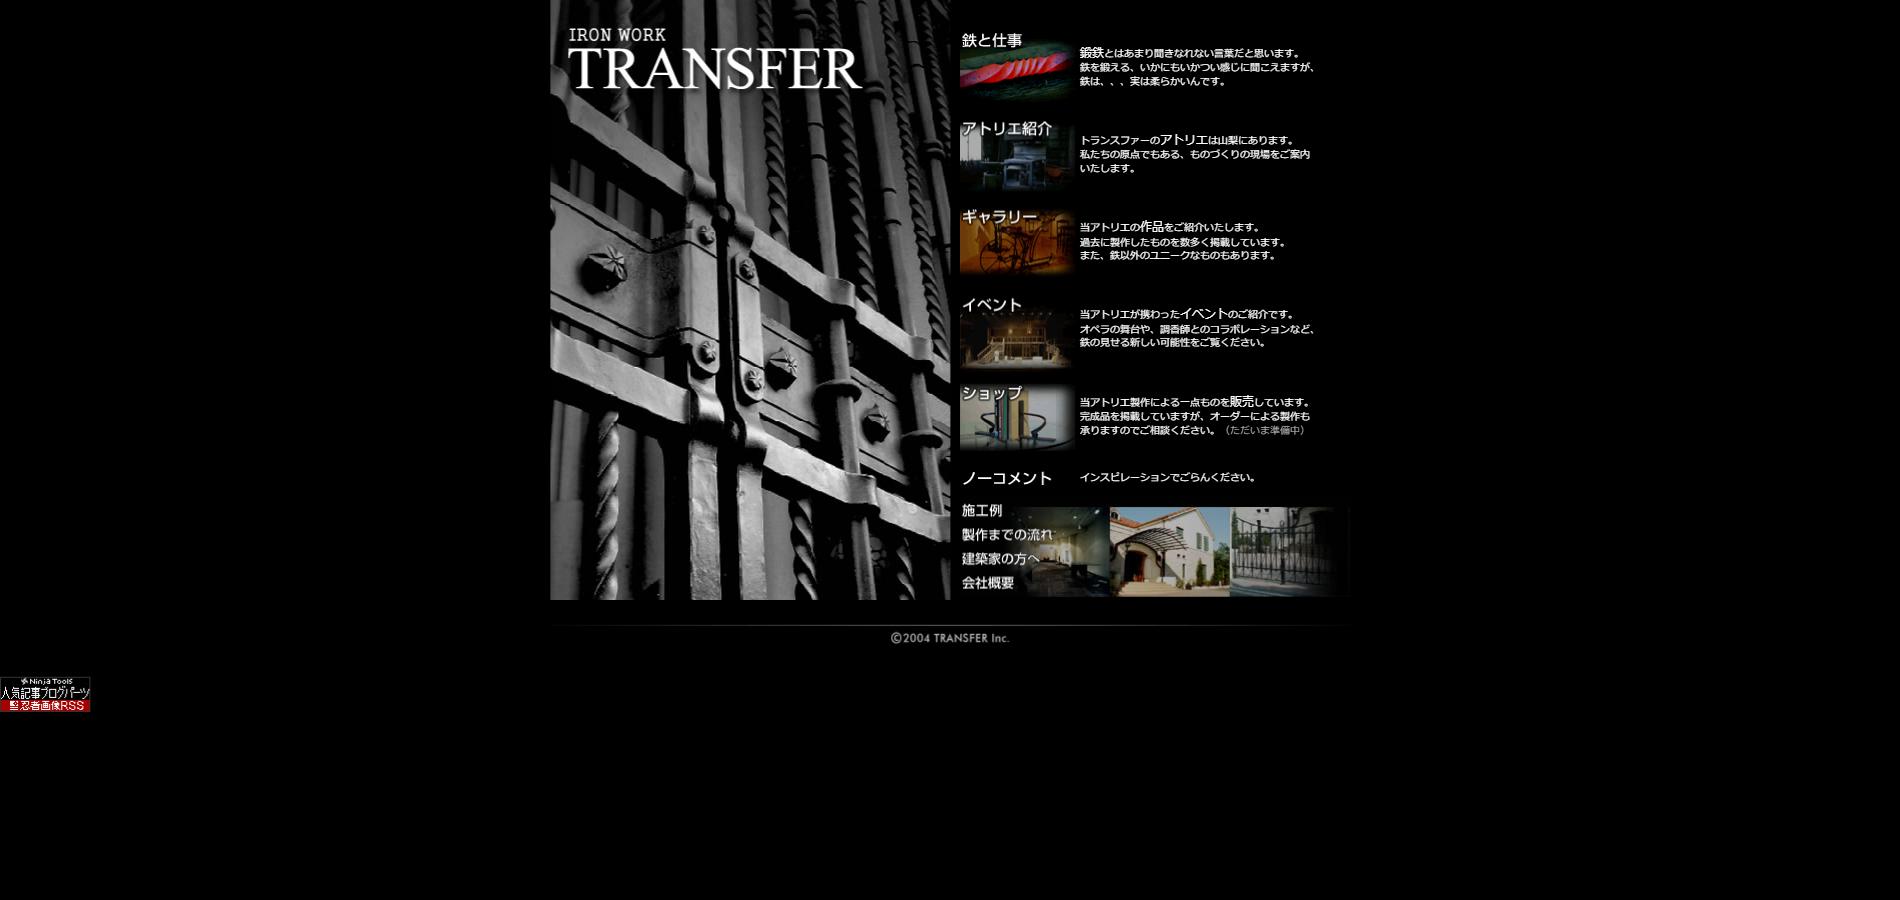 IRON WORK
TRANSFER
鉄と仕事
鍛鉄とはあまり聞きなれない言葉だと思います。
鉄を鍛える、いかにもいかつい感じに聞こえますが、
鉄は、、、実は柔らかいんです。
アトリエ紹介
トランスファーのアトリエは山梨にあります。
私たちの原点でもある、ものづくりの現場をご案内
いたします。
ギャラリー
当アトリエの作品をご紹介いたします。
過去に製作したものを数多く掲載しています。
また、鉄以外のユニークなものもあります。
イベント
当アトリエが携わったイベントのご紹介です。
オペラの舞台や、調香師とのコラボレーションなど、
鉄の見せる新しい可能性をご覧ください。
ショップ
当アトリエ製作による一点ものを販売しています。
完成品を掲載していますが、オーダーによる製作も
承りますのでご相談ください。（ただいま準備中）
ノーコメント
インスピレーションでごらんください。
施工例
製作までの流れ
建築家の方へ
会社概要
©2004 TRANSFER Inc.
Ninja Tools
人気記事ブログパーツ
忍者画像RSS